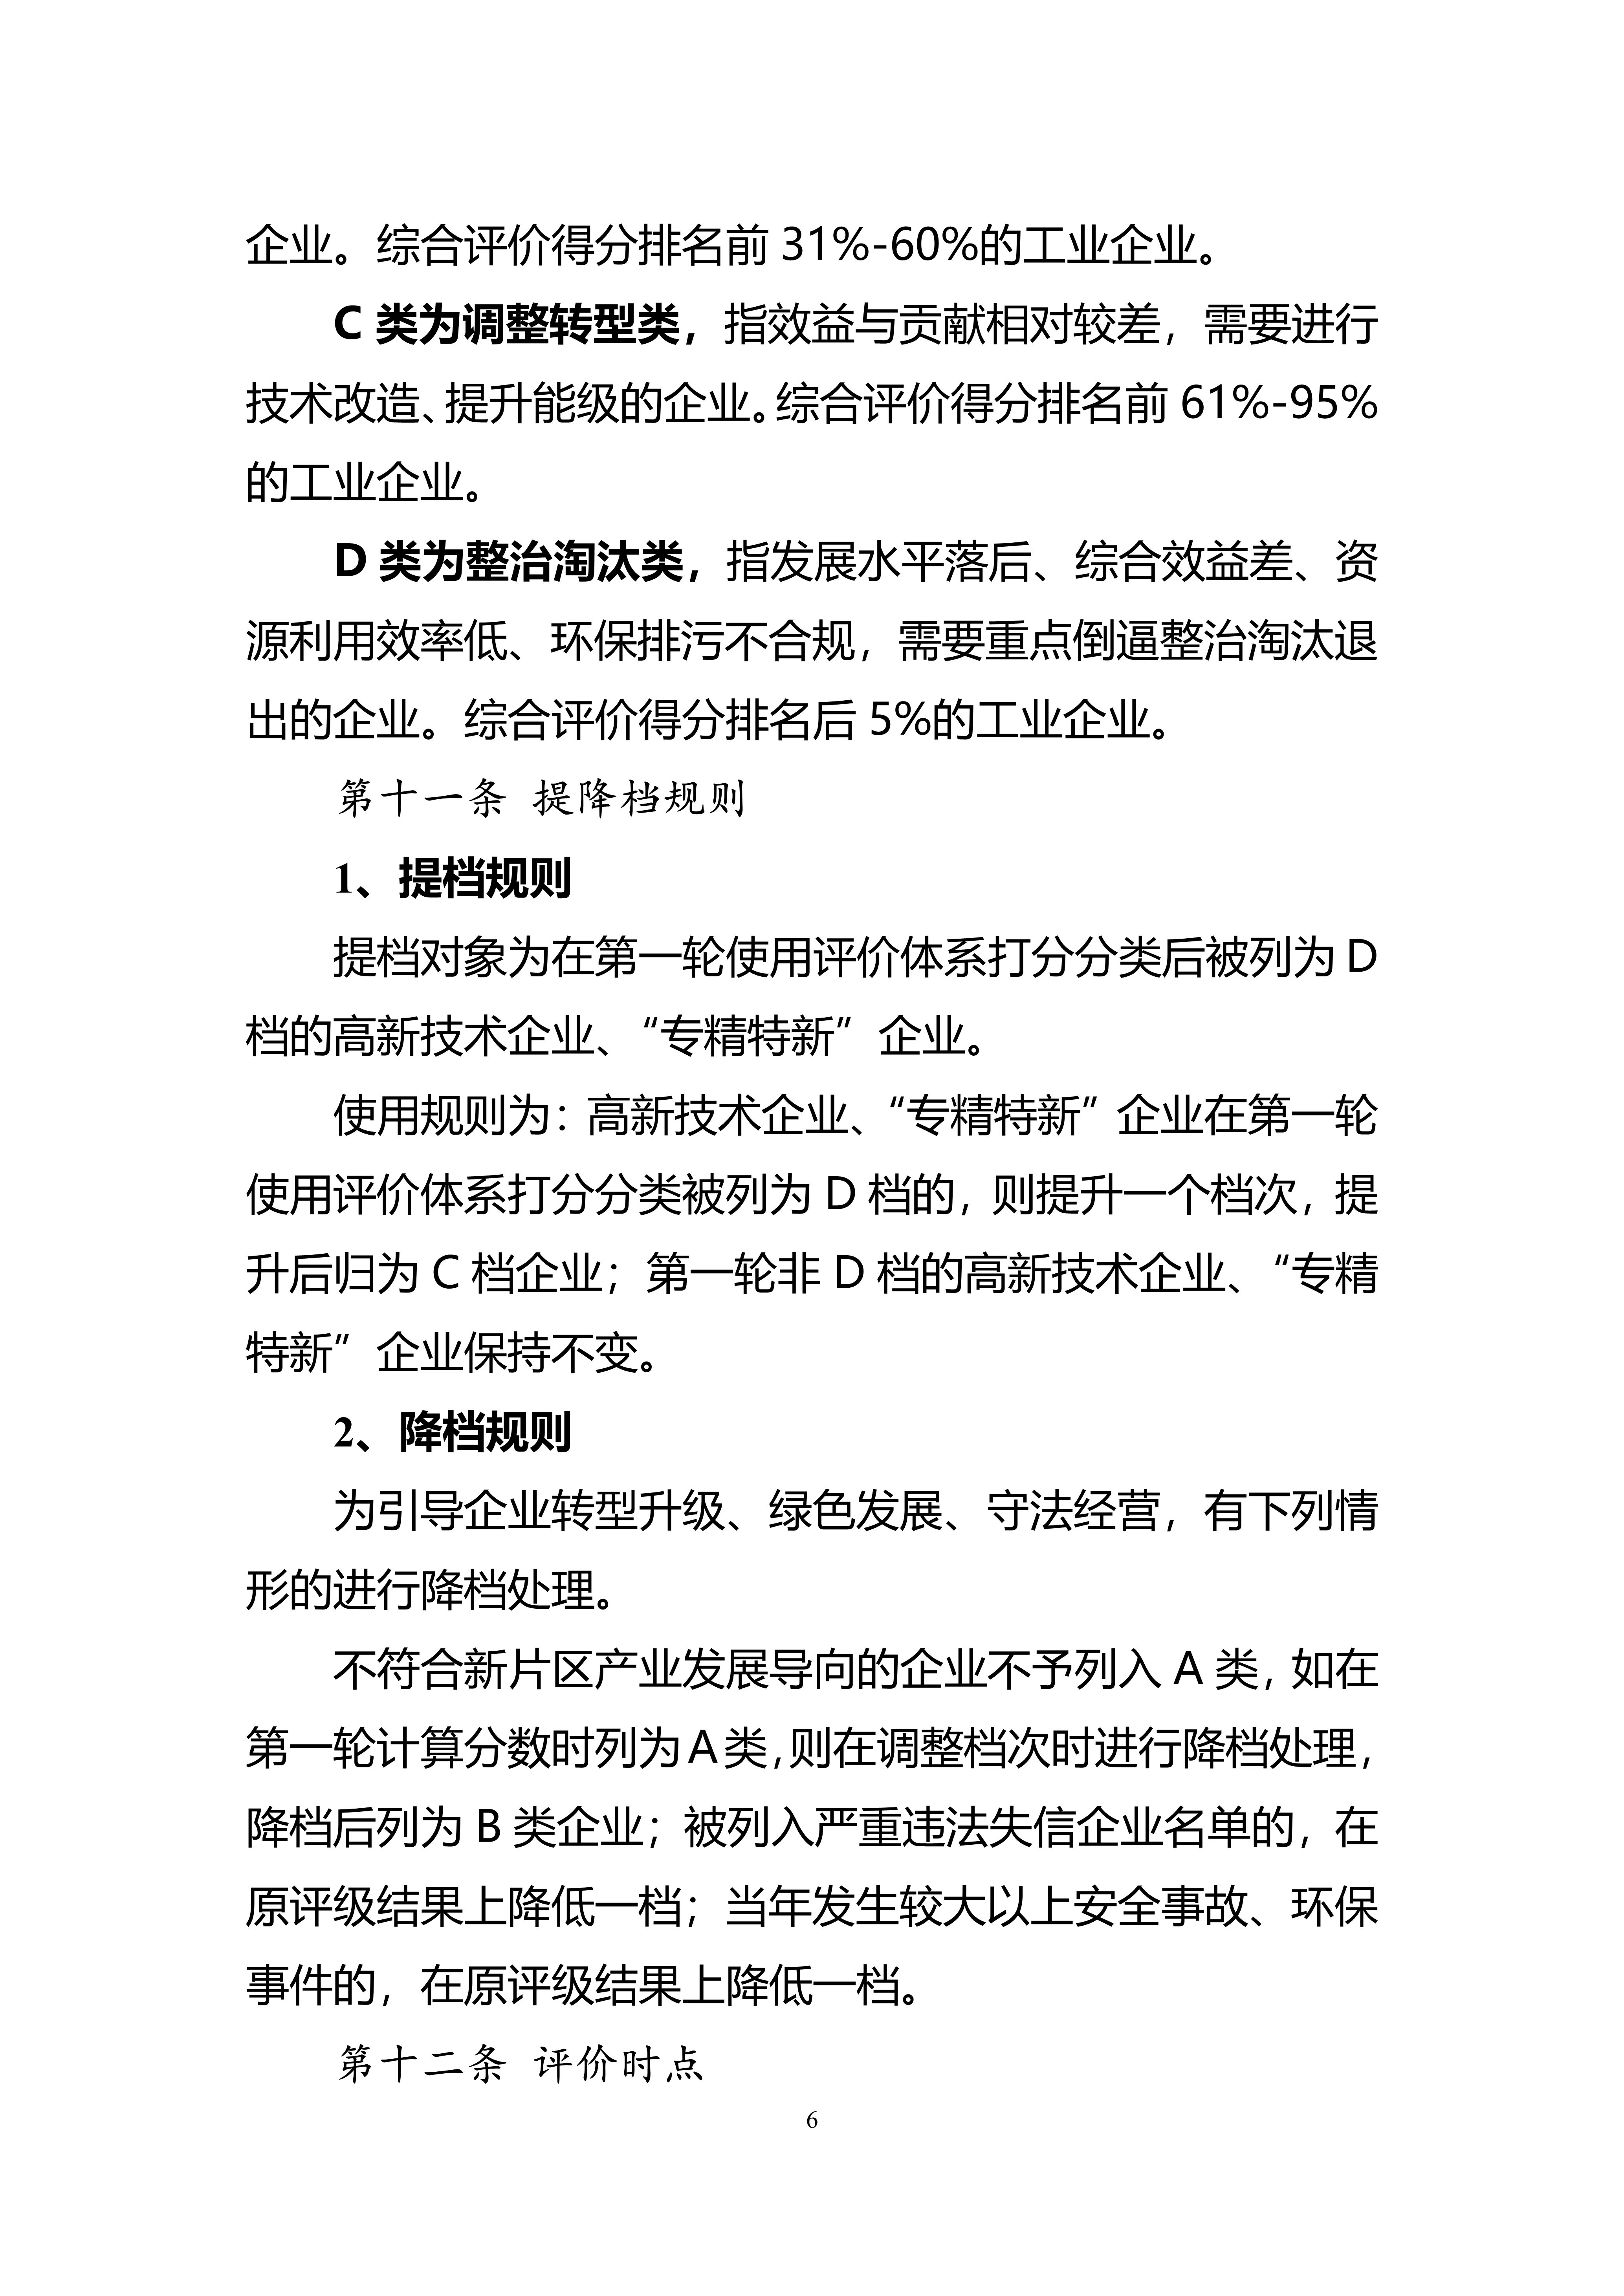 企业。综合评价得分排名前 31%-60%的工业企业。
C 类为调整转型类，指效益与贡献相对较差，需要进行
技术改造、提升能级的企业。综合评价得分排名前 61%-95%
的工业企业。
D 类为整治淘汰类，指发展水平落后、综合效益差、资
源利用效率低、环保排污不合规，需要重点倒逼整治淘汰退
出的企业。综合评价得分排名后 5%的工业企业。
第十一条 提降档规则
1、提档规则
提档对象为在第一轮使用评价体系打分分类后被列为 D
档的高新技术企业、“专精特新”企业。
使用规则为：高新技术企业、“专精特新”企业在第一轮
使用评价体系打分分类被列为 D 档的，则提升一个档次，提
升后归为 C 档企业；第一轮非 D 档的高新技术企业、“专精
特新”企业保持不变。
2、降档规则
为引导企业转型升级、绿色发展、守法经营，有下列情
形的进行降档处理。
不符合新片区产业发展导向的企业不予列入 A 类，如在
第一轮计算分数时列为 A 类，则在调整档次时进行降档处理，
降档后列为 B 类企业；被列入严重违法失信企业名单的，在
原评级结果上降低一档；当年发生较大以上安全事故、环保
事件的，在原评级结果上降低一档。
第十二条 评价时点
6